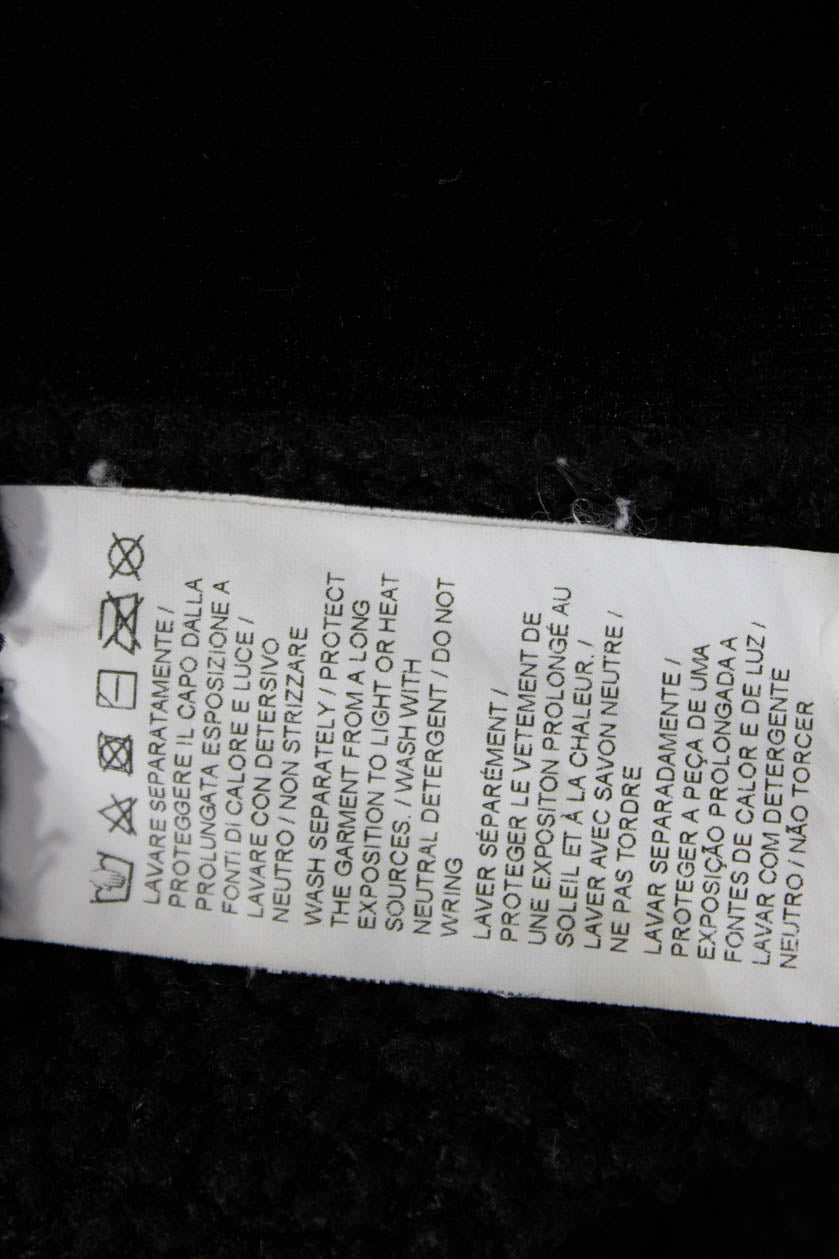 LAVARE SEPARATAMENTE /
PROTEGGERE IL CAPO DALLA
PROLUNGATA ESPOSIZIONE A
FONTI DI CALORE E LUCE /
LAVARE CON DETERSIVO
NEUTRO / NON STRIZZARE
WASH SEPARATELY / PROTECT
THE GARMENT FROM A LONG
EXPOSITION TO LIGHT OR HEAT
SOURCES. / WASH WITH
NEUTRAL DETERGENT / DO NOT
WRING
LAVER SÉPARÉMENT /
PROTEGER LE VETEMENT DE
UNE EXPOSITON PROLONGÉ AU
SOLEIL ET À LA CHALEUR. /
LAVER AVEC SAVON NEUTRE /
NE PAS TORDRE
LAVAR SEPARADAMENTE /
PROTEGER A PEÇA DE UMA
EXPOSIÇÃO PROLONGADA A
FONTES DE CALOR E DE LUZ /
LAVAR COM DETERGENTE
NEUTRO / NÃO TORCER